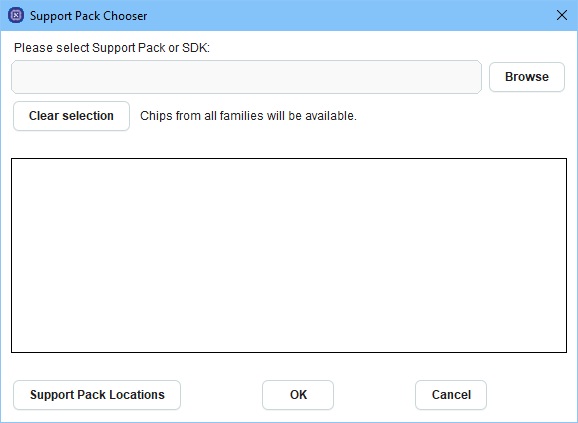 Support Pack Chooser
Please select Support Pack or SDK:
Browse
Clear selection
Chips from all families will be available.
Support Pack Locations
OK
Cancel